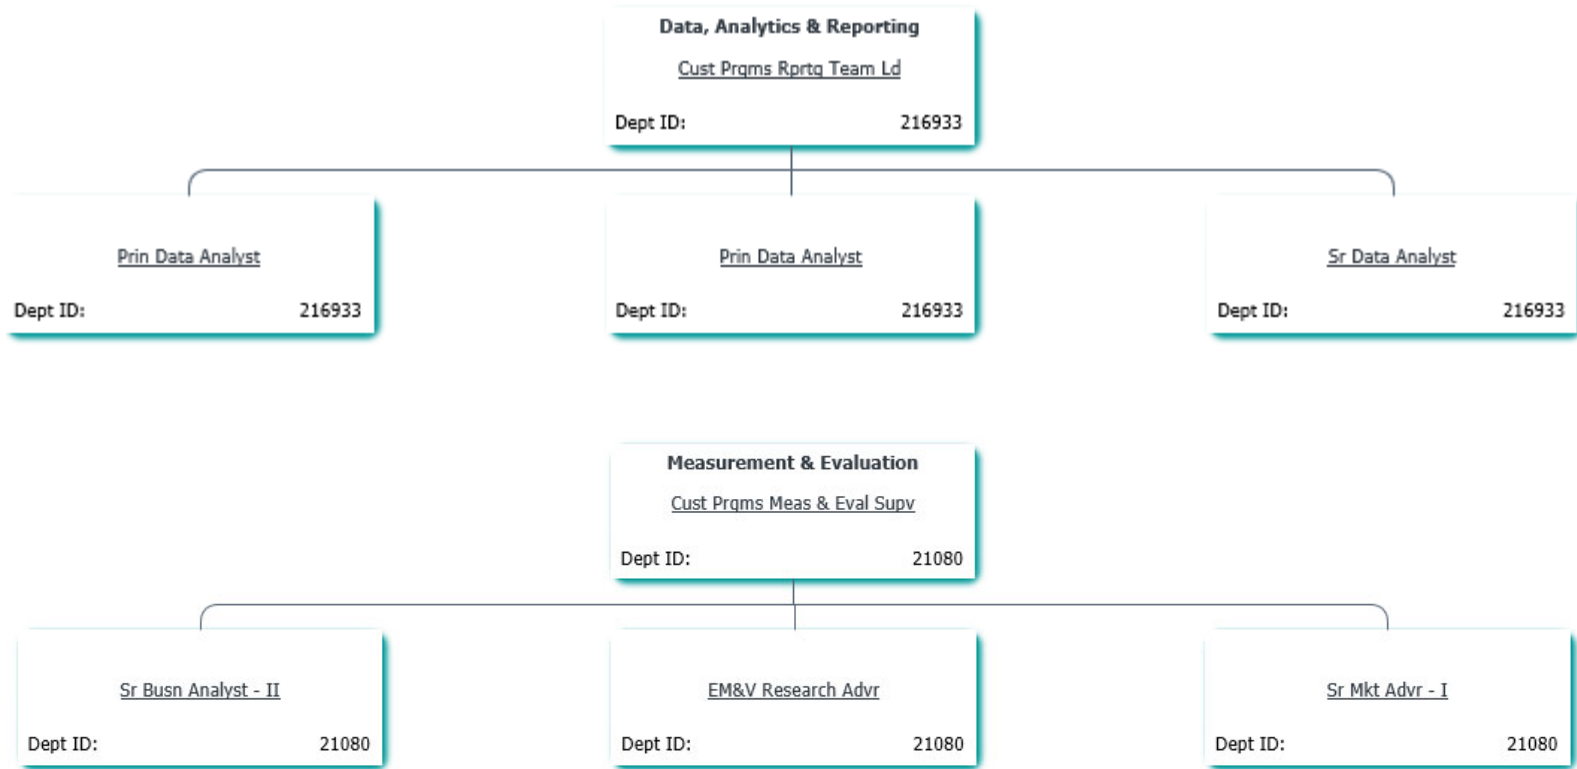 Data, Analytics & Reporting
Cust Prgms Rprtg Team Ld
Dept ID: 216933
Prin Data Analyst
Dept ID: 216933
Prin Data Analyst
Dept ID: 216933
Sr Data Analyst
Dept ID: 216933
Measurement & Evaluation
Cust Prgms Meas & Eval Supv
Dept ID: 21080
Sr Busn Analyst - II
Dept ID: 21080
EM&V Research Advr
Dept ID: 21080
Sr Mkt Advr - I
Dept ID: 21080